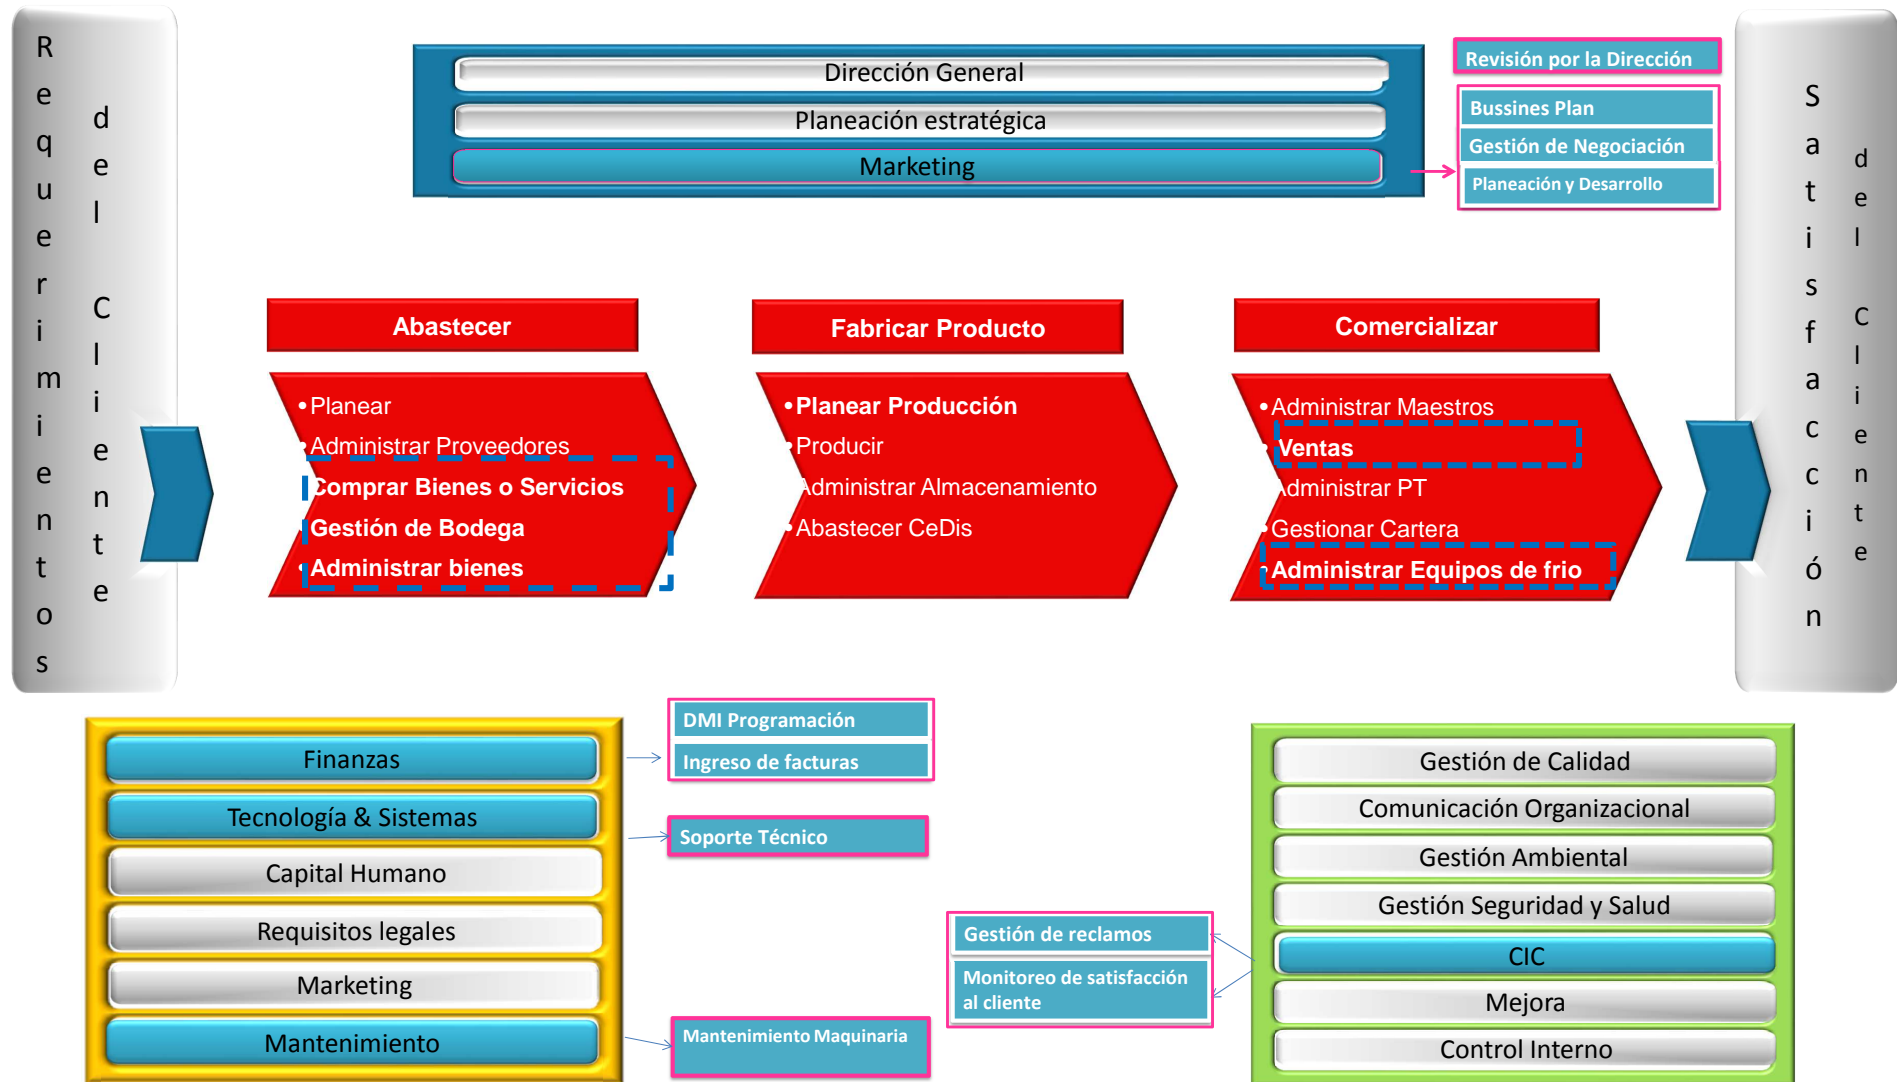 Requerimientos
del Cliente
Dirección General
Planeación estratégica
Marketing
Revisión por la Dirección
Bussines Plan
Gestión de Negociación
Planeación y Desarrollo
Satisfacción
del Cliente
Abastecer
•Planear
•Administrar Proveedores
Comprar Bienes o Servicios
Gestión de Bodega
•Administrar bienes
Fabricar Producto
•Planear Producción
•Producir
•Administrar Almacenamiento
•Abastecer CeDis
Comercializar
•Administrar Maestros
•Ventas
Administrar PT
•Gestionar Cartera
•Administrar Equipos de frio
Finanzas
Tecnología & Sistemas
Capital Humano
Requisitos legales
Marketing
Mantenimiento
DMI Programación
Ingreso de facturas
Soporte Técnico
Mantenimiento Maquinaria
Gestión de reclamos
Monitoreo de satisfacción
al cliente
Gestión de Calidad
Comunicación Organizacional
Gestión Ambiental
Gestión Seguridad y Salud
CIC
Mejora
Control Interno